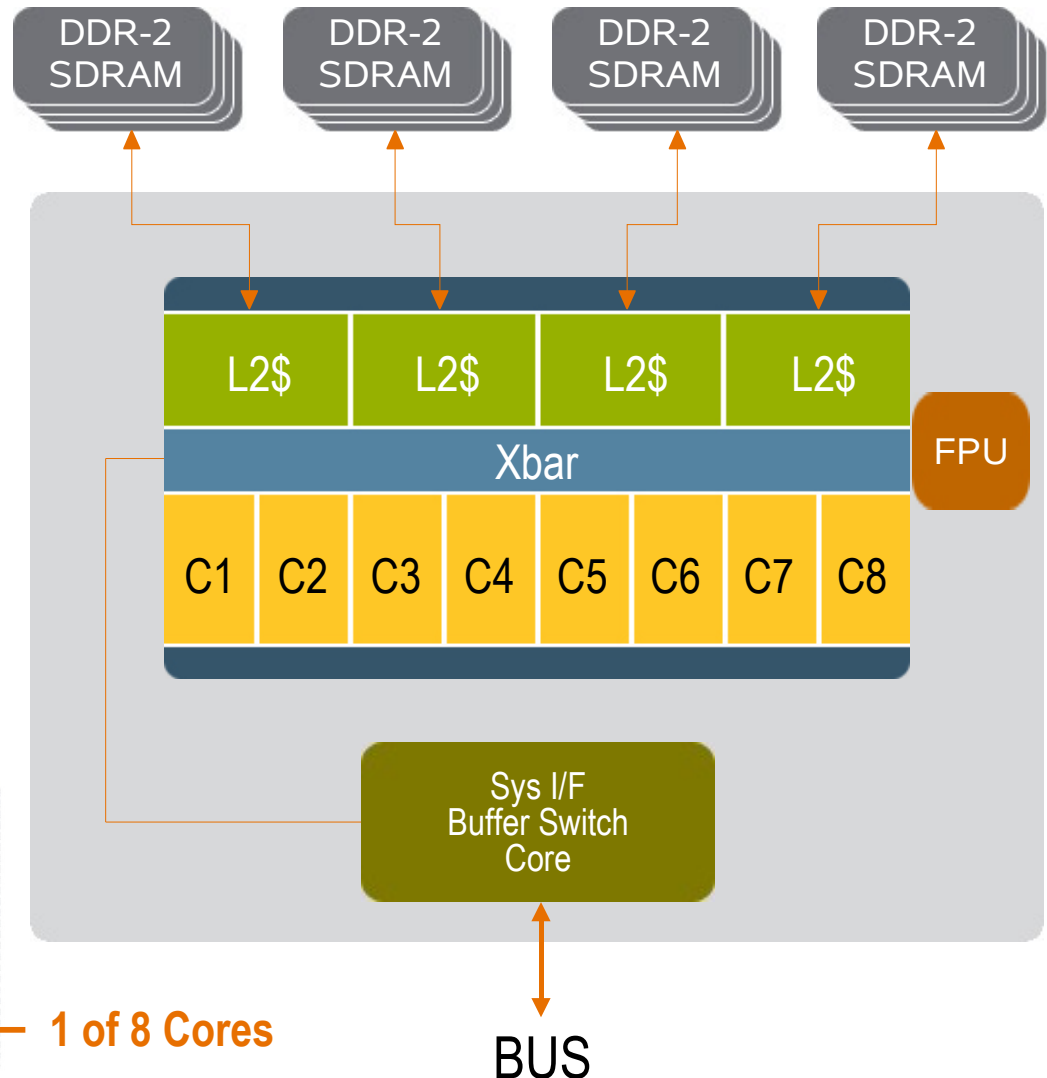 DDR-2
SDRAM
DDR-2
SDRAM
DDR-2
SDRAM
DDR-2
SDRAM
L2$
L2$
L2$
L2$
FPU
Xbar
C1
C2
C3
C4
C5
C6
C7
C8
Sys I/F
Buffer Switch
Core
1 of 8 Cores
BUS